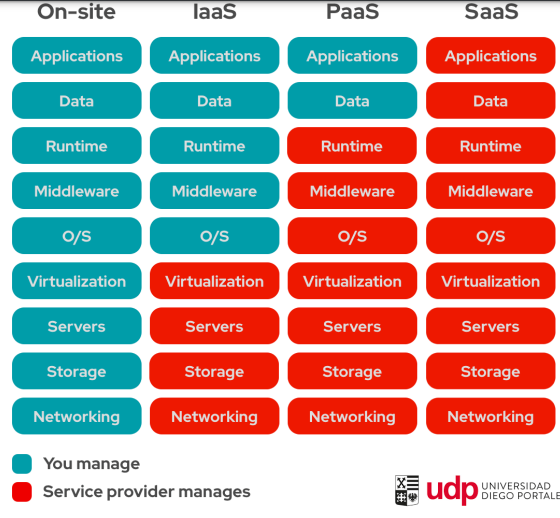 On-site IaaS PaaS SaaS
Applications Applications Applications Applications
Data Data Data Data
Runtime Runtime Runtime Runtime
Middleware Middleware Middleware Middleware
O/S O/S O/S O/S
Virtualization Virtualization Virtualization Virtualization
Servers Servers Servers Servers
Storage Storage Storage Storage
Networking Networking Networking Networking
You manage
Service provider manages
udp UNIVERSIDAD
DIEGO PORTALE